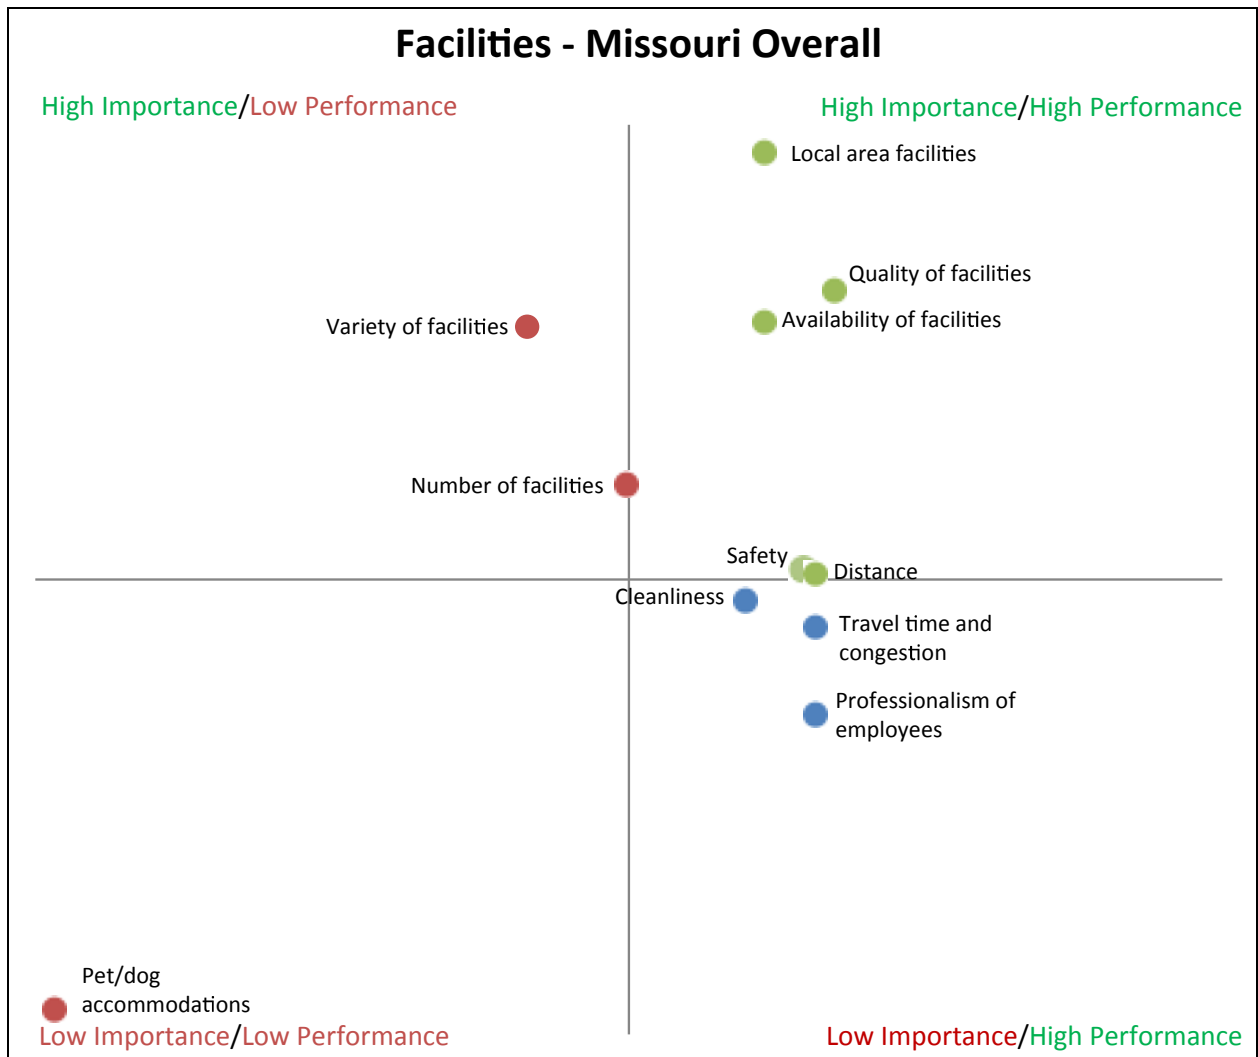 Facilities - Missouri Overall
High Importance/Low Performance
High Importance/High Performance
Local area facilities
Quality of facilities
Availability of facilities
Variety of facilities
Number of facilities
Safety
Distance
Cleanliness
Travel time and
congestion
Professionalism of
employees
Pet/dog
accommodations
Low Importance/Low Performance
Low Importance/High Performance